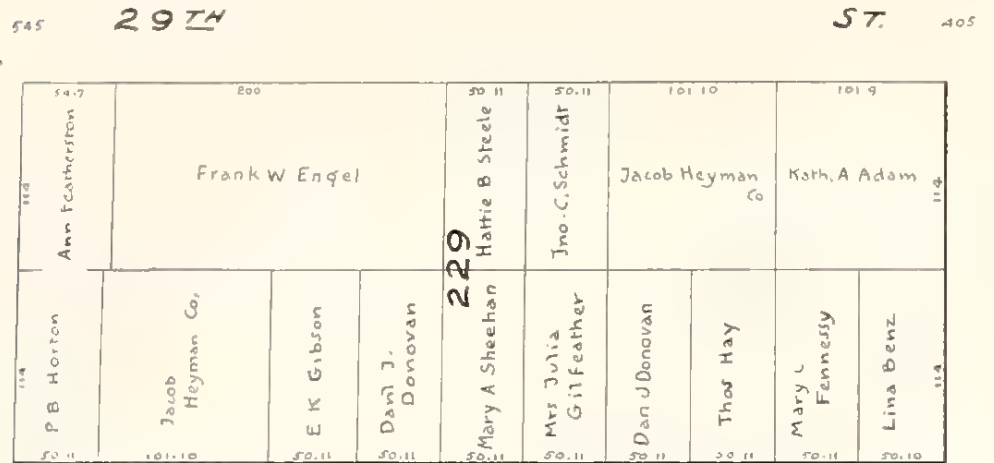 545 29TH ST. 405
54.7 200 50.11 50.11 101 10 101 9
114 Ann Featherston
Frank W Engel
Hattie B Steele
Jno. C. Schmidt
Jacob Heyman
Co
Kath. A Adam 114
229
114 P B Horton
Jacob
Heyman Co,
E K Gibson
Danl J.
Donovan
Mary A Sheehan
Mrs Julia
Gilfeather
Dan J Donovan
Thos Hay
Mary L
Fennessy
Lina Benz 114
50.11 101.10 50.11 50.11 50.11 50.11 50.11 50.11 50.10